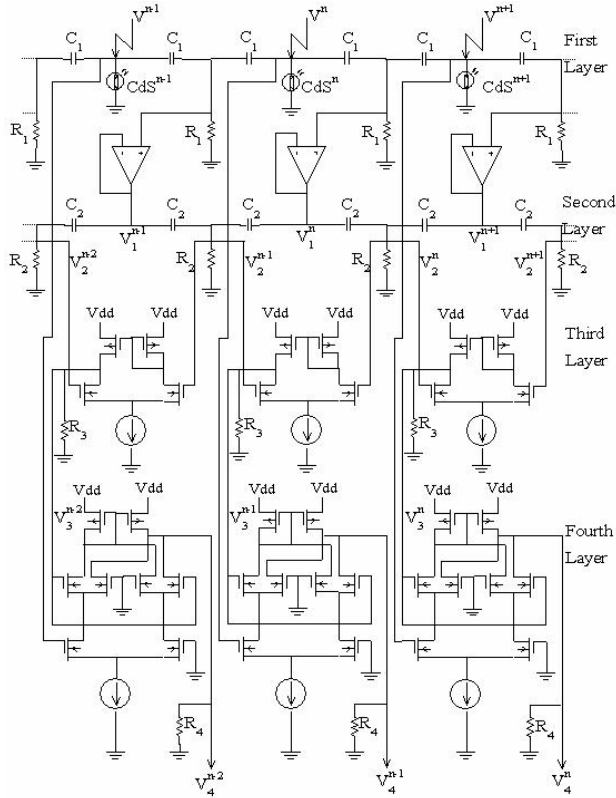 V^n-1 V^n V^n+1
C_1 C_1 C_1 C_1 C_1 C_1 First Layer
CdS^n-1 CdS^n CdS^n+1
R_1 R_1 R_1 R_1
- + - + - +
C_2 C_2 C_2 C_2 C_2 C_2 Second Layer
V_1^n-1 V_1^n V_1^n+1
R_2 V_2^n-2 R_2 V_2^n-1 R_2 V_2^n V_2^n+1 R_2
Vdd Vdd Vdd Vdd Vdd Vdd
Third Layer
R_3 R_3 R_3
Vdd Vdd Vdd Vdd Vdd Vdd
V_3^n-2 V_3^n-1 V_3^n
Fourth Layer
R_4 R_4 R_4
V_4^n-2 V_4^n-1 V_4^n